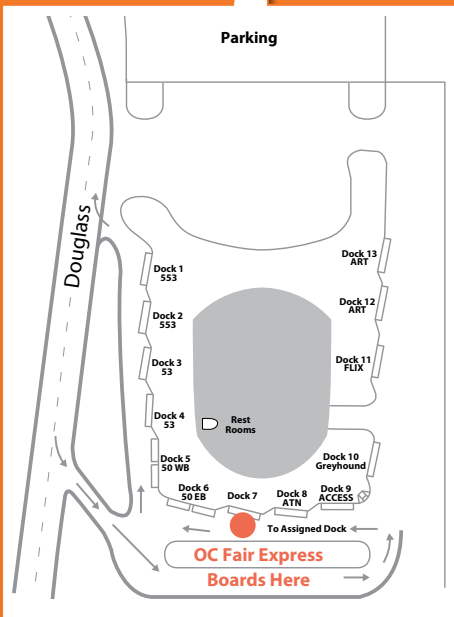 Parking
Douglass
Dock 1
553
Dock 2
553
Dock 3
53
Dock 4
53
Dock 5
50 WB
Dock 6
50 EB
Dock 7
Dock 8
ATN
Dock 9
ACCESS
Dock 10
Greyhound
Dock 11
FLIX
Dock 12
ART
Dock 13
ART
Rest
Rooms
To Assigned Dock
OC Fair Express
Boards Here